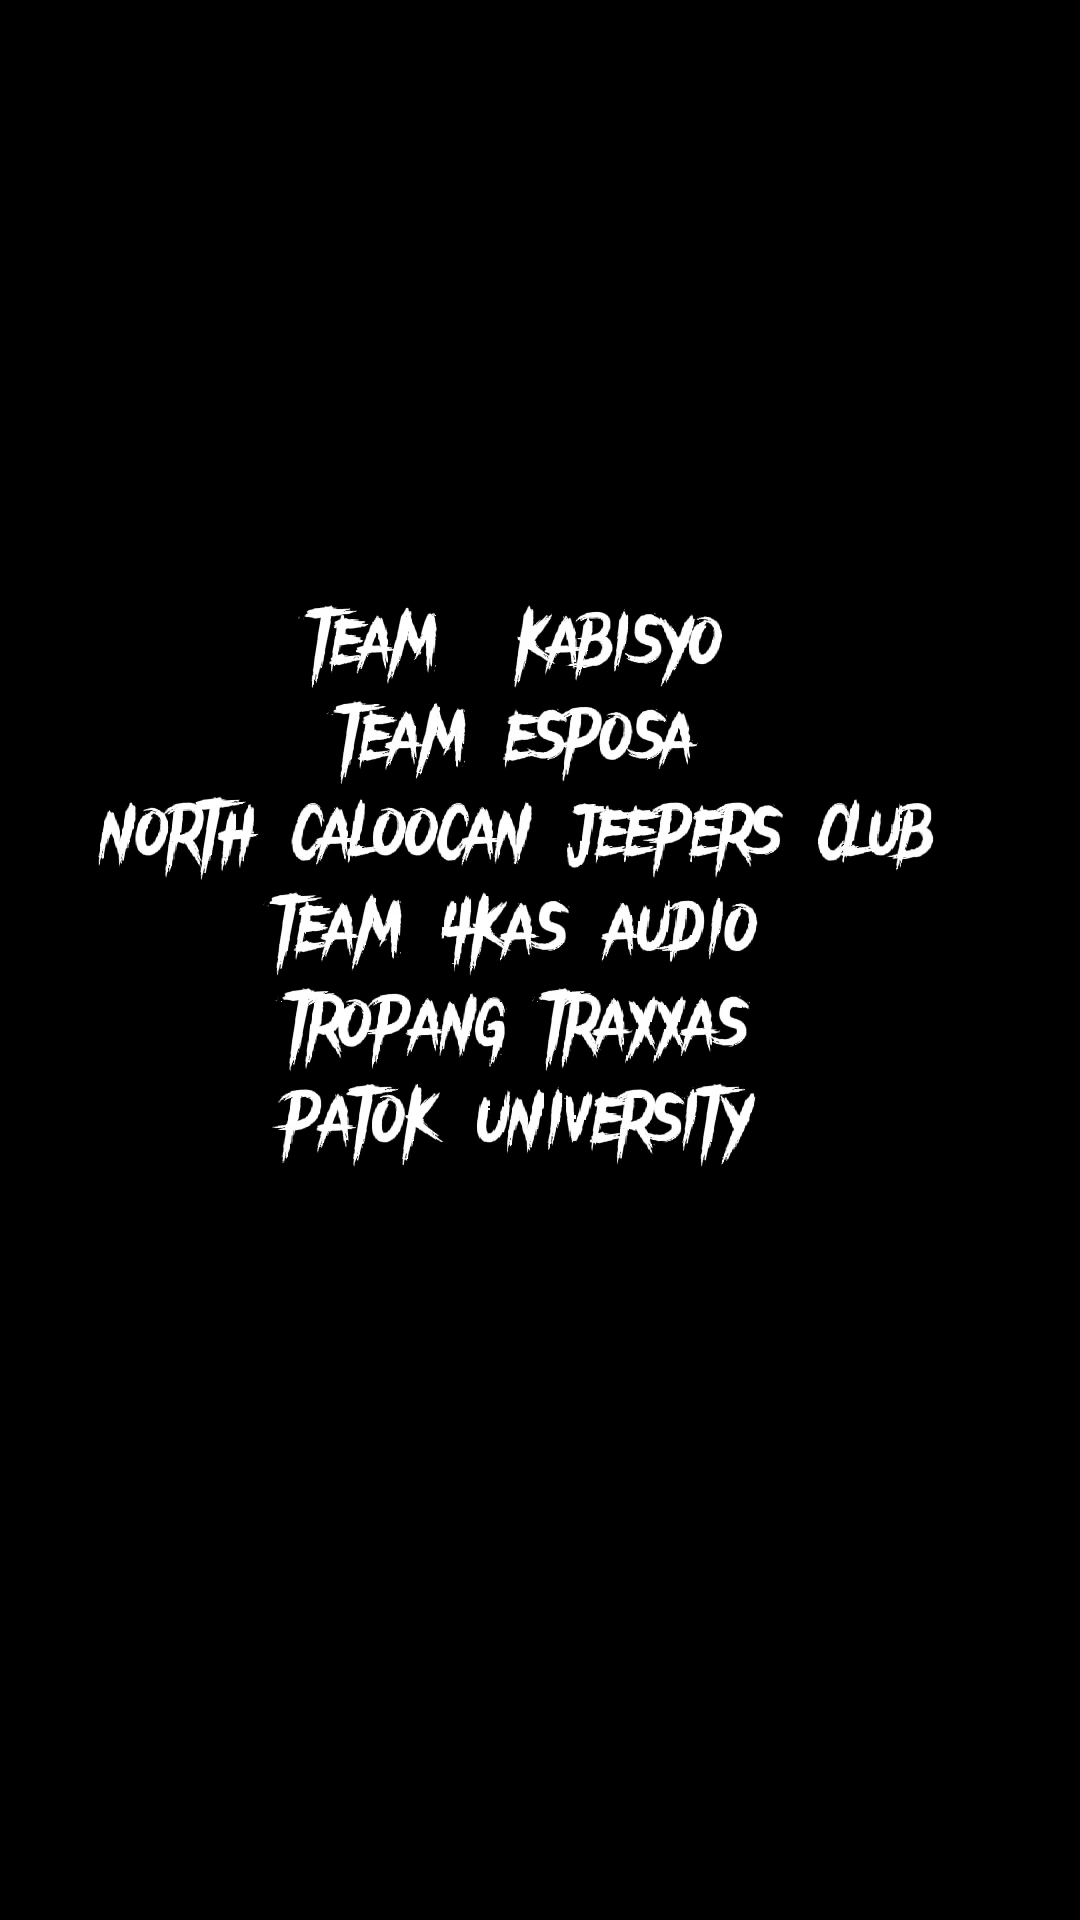 TEAM KABISYO
TEAM ESPOSA
NORTH CALOOCAN JEEPERS CLUB
TEAM 4KAS AUDIO
TROPANG TRAXXAS
PATOK UNIVERSITY